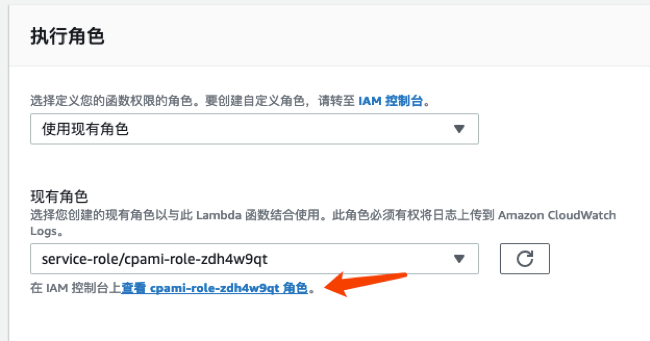 执行角色
选择定义您的函数权限的角色。要创建自定义角色，请转至 IAM 控制台。
使用现有角色
现有角色
选择您创建的现有角色以与此 Lambda 函数结合使用。此角色必须有权将日志上传到 Amazon CloudWatch
Logs。
service-role/cpami-role-zdh4w9qt
在 IAM 控制台上查看 cpami-role-zdh4w9qt 角色。